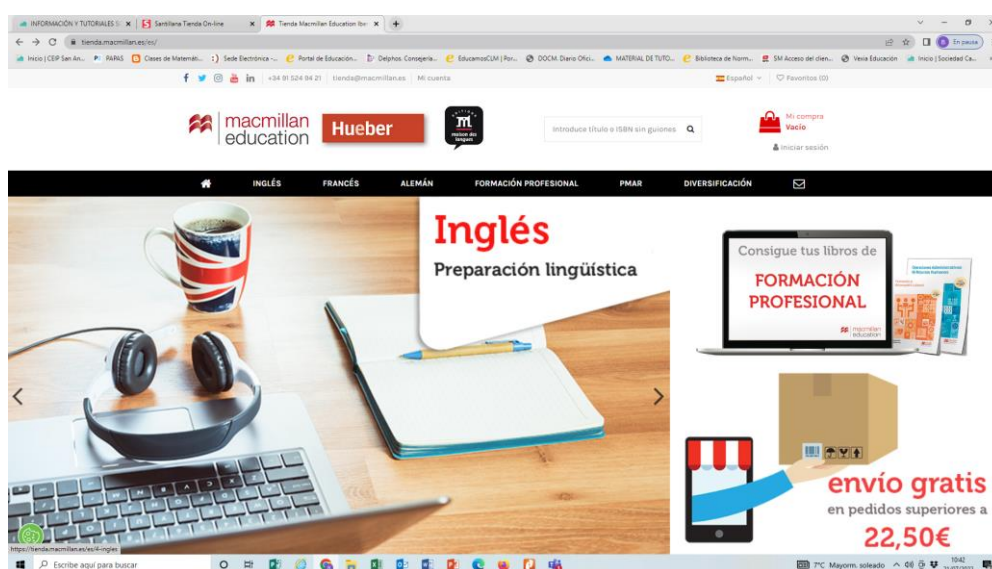 INFORMACIÓN Y TUTORIALES S
Santillana Tienda On-line
Tienda Macmillan Education Iber
tienda.macmillan.es/es/
En pausa
Inicio | CEIP San An...
PAPÁS
Clases de Matemáti...
Sede Electrónica -...
Portal de Educación...
Delphos. Consejería...
EducamosCLM | Por...
DOCM. Diario Ofici...
MATERIAL DE TUTO...
Biblioteca de Norm...
SM Acceso del clien...
Vexia Educación
Inicio | Sociedad Ca...
+34 91 524 94 21
tienda@macmillan.es
Mi cuenta
Español
Favoritos (0)
macmillan
education
Hueber
maison des
langues
Introduce título o ISBN sin guiones
Mi compra
Vacío
Iniciar sesión
INGLÉS
FRANCÉS
ALEMÁN
FORMACIÓN PROFESIONAL
PMAR
DIVERSIFICACIÓN
Inglés
Preparación lingüística
Consigue tus libros de
FORMACIÓN
PROFESIONAL
macmillan
education
envío gratis
en pedidos superiores a
22,50€
https://tienda.macmillan.es/es/4-ingles
Escribe aquí para buscar
7°C Mayorm. soleado
10:42